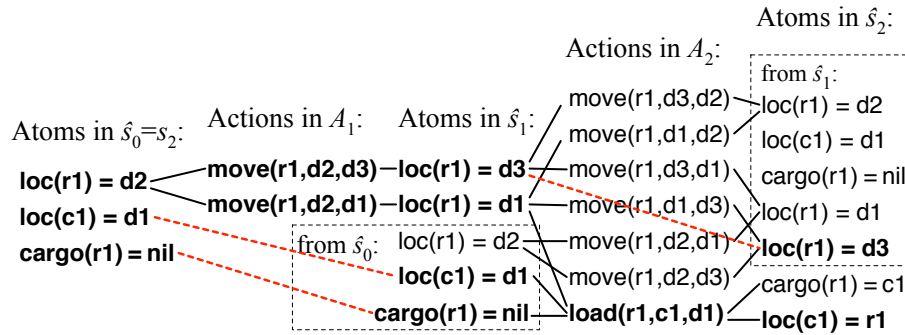 Atoms in ŝ0=s2:
loc(r1) = d2
loc(c1) = d1
cargo(r1) = nil
Actions in A1:
move(r1,d2,d3)
move(r1,d2,d1)
Atoms in ŝ1:
loc(r1) = d3
loc(r1) = d1
from ŝ0:
loc(r1) = d2
loc(c1) = d1
cargo(r1) = nil
Actions in A2:
move(r1,d3,d2)
move(r1,d1,d2)
move(r1,d3,d1)
move(r1,d1,d3)
move(r1,d2,d1)
move(r1,d2,d3)
load(r1,c1,d1)
Atoms in ŝ2:
from ŝ1:
loc(r1) = d2
loc(c1) = d1
cargo(r1) = nil
loc(r1) = d1
loc(r1) = d3
cargo(r1) = c1
loc(c1) = r1